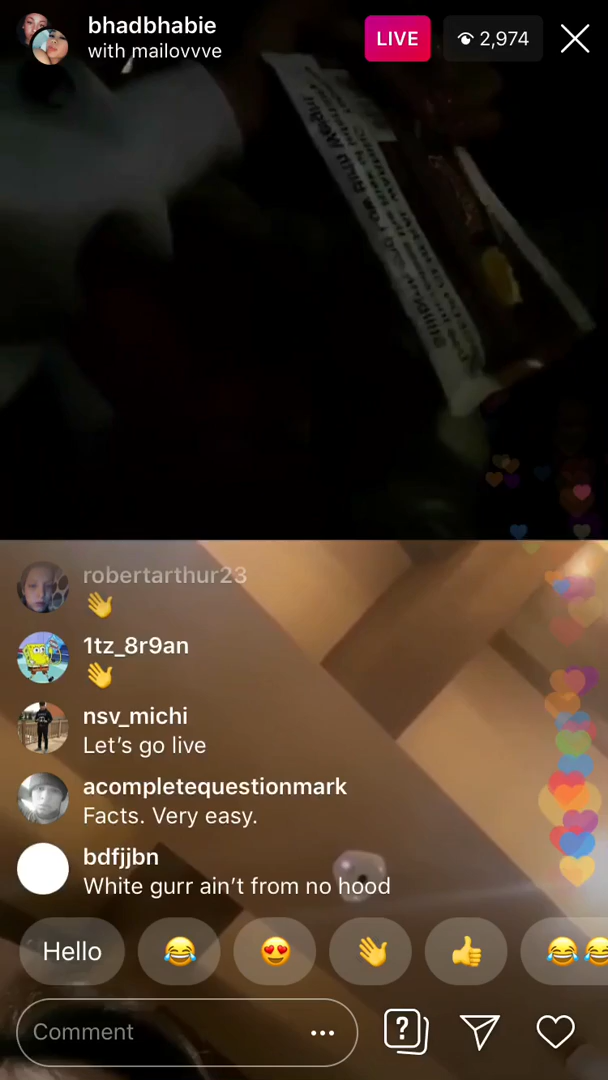 bhadbhabie
with mailovvve
LIVE
2,974
robertarthur23
👋
1tz_8r9an
👋
nsv_michi
Let’s go live
acompletequestionmark
Facts. Very easy.
bdfjjbn
White gurr ain’t from no hood
Hello
Comment